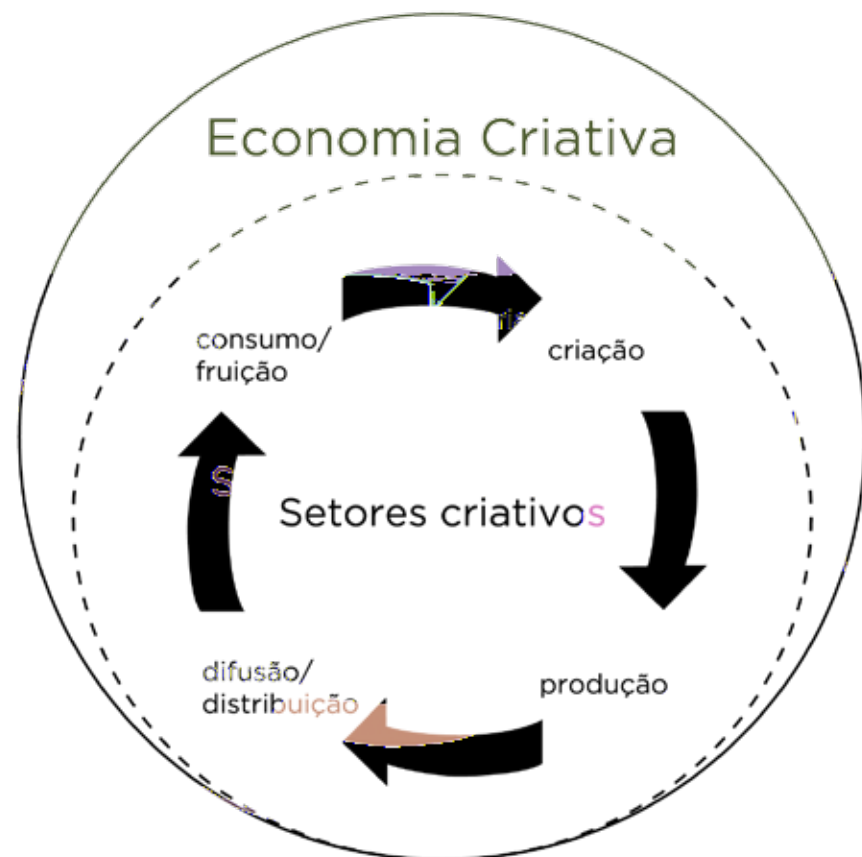 Economia Criativa
consumo/
fruição
criação
Setores criativos
difusão/
distribuição
produção